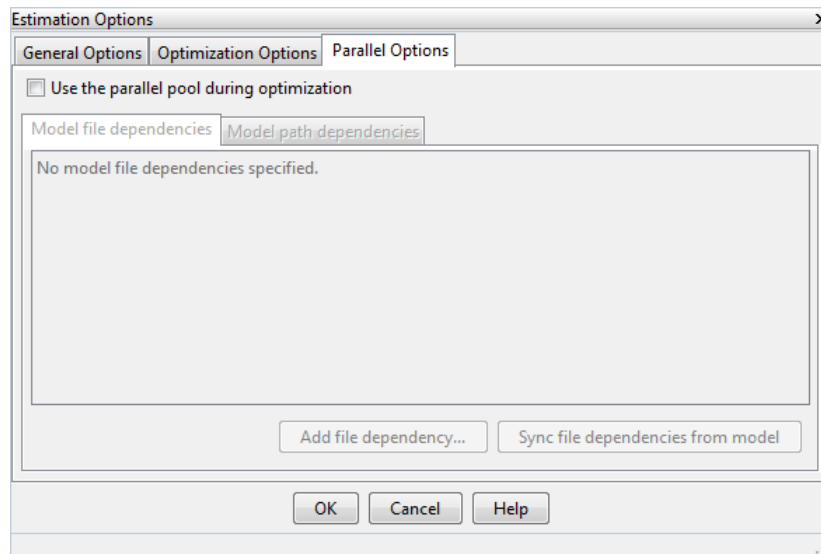 Estimation Options
General Options Optimization Options Parallel Options
Use the parallel pool during optimization
Model file dependencies Model path dependencies
No model file dependencies specified.
Add file dependency... Sync file dependencies from model
OK Cancel Help